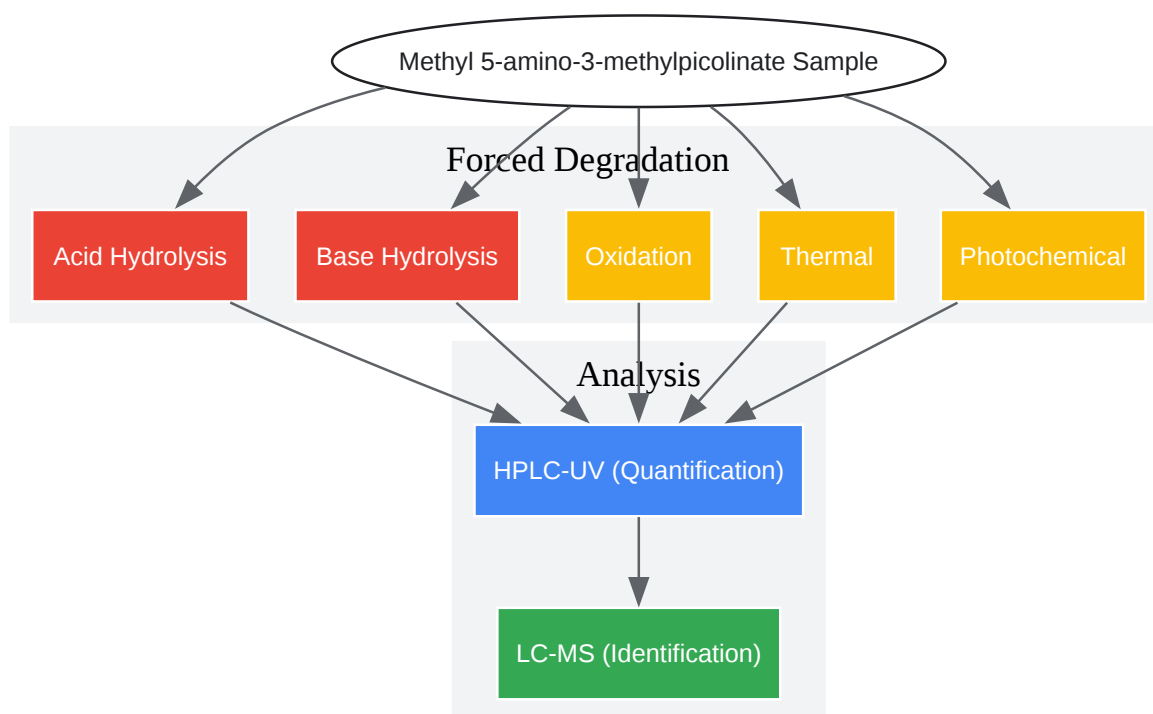 Methyl 5-amino-3-methylpicolinate Sample
Forced Degradation
Acid Hydrolysis
Base Hydrolysis
Oxidation
Thermal
Photochemical
Analysis
HPLC-UV (Quantification)
LC-MS (Identification)